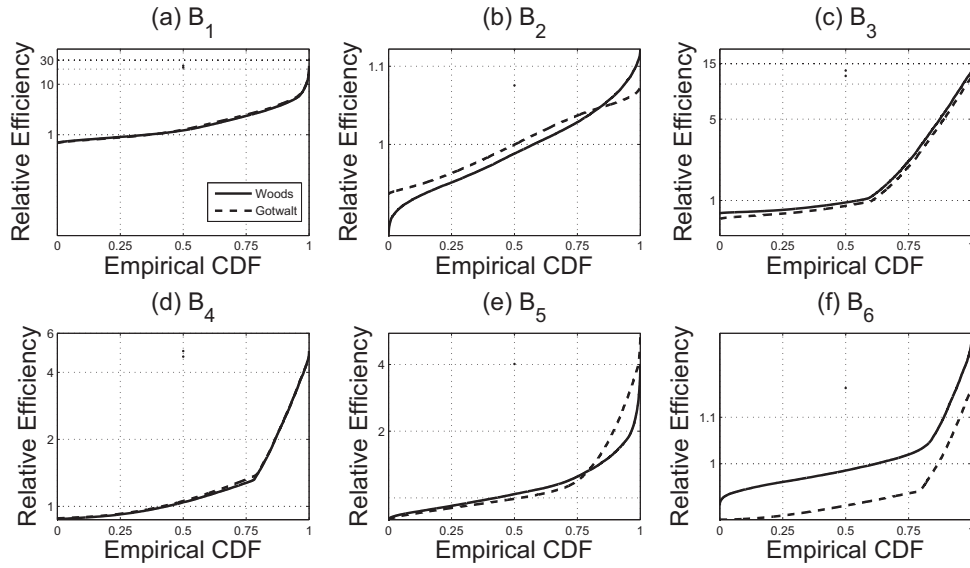 (a) B1
Relative Efficiency
30
10
1
Woods
Gotwalt
0 0.25 0.5 0.75 1
Empirical CDF
(b) B2
Relative Efficiency
1.1
1
0 0.25 0.5 0.75 1
Empirical CDF
(c) B3
Relative Efficiency
15
5
1
0 0.25 0.5 0.75 1
Empirical CDF
(d) B4
Relative Efficiency
6
4
2
1
0 0.25 0.5 0.75 1
Empirical CDF
(e) B5
Relative Efficiency
4
2
0 0.25 0.5 0.75 1
Empirical CDF
(f) B6
Relative Efficiency
1.1
1
0 0.25 0.5 0.75 1
Empirical CDF